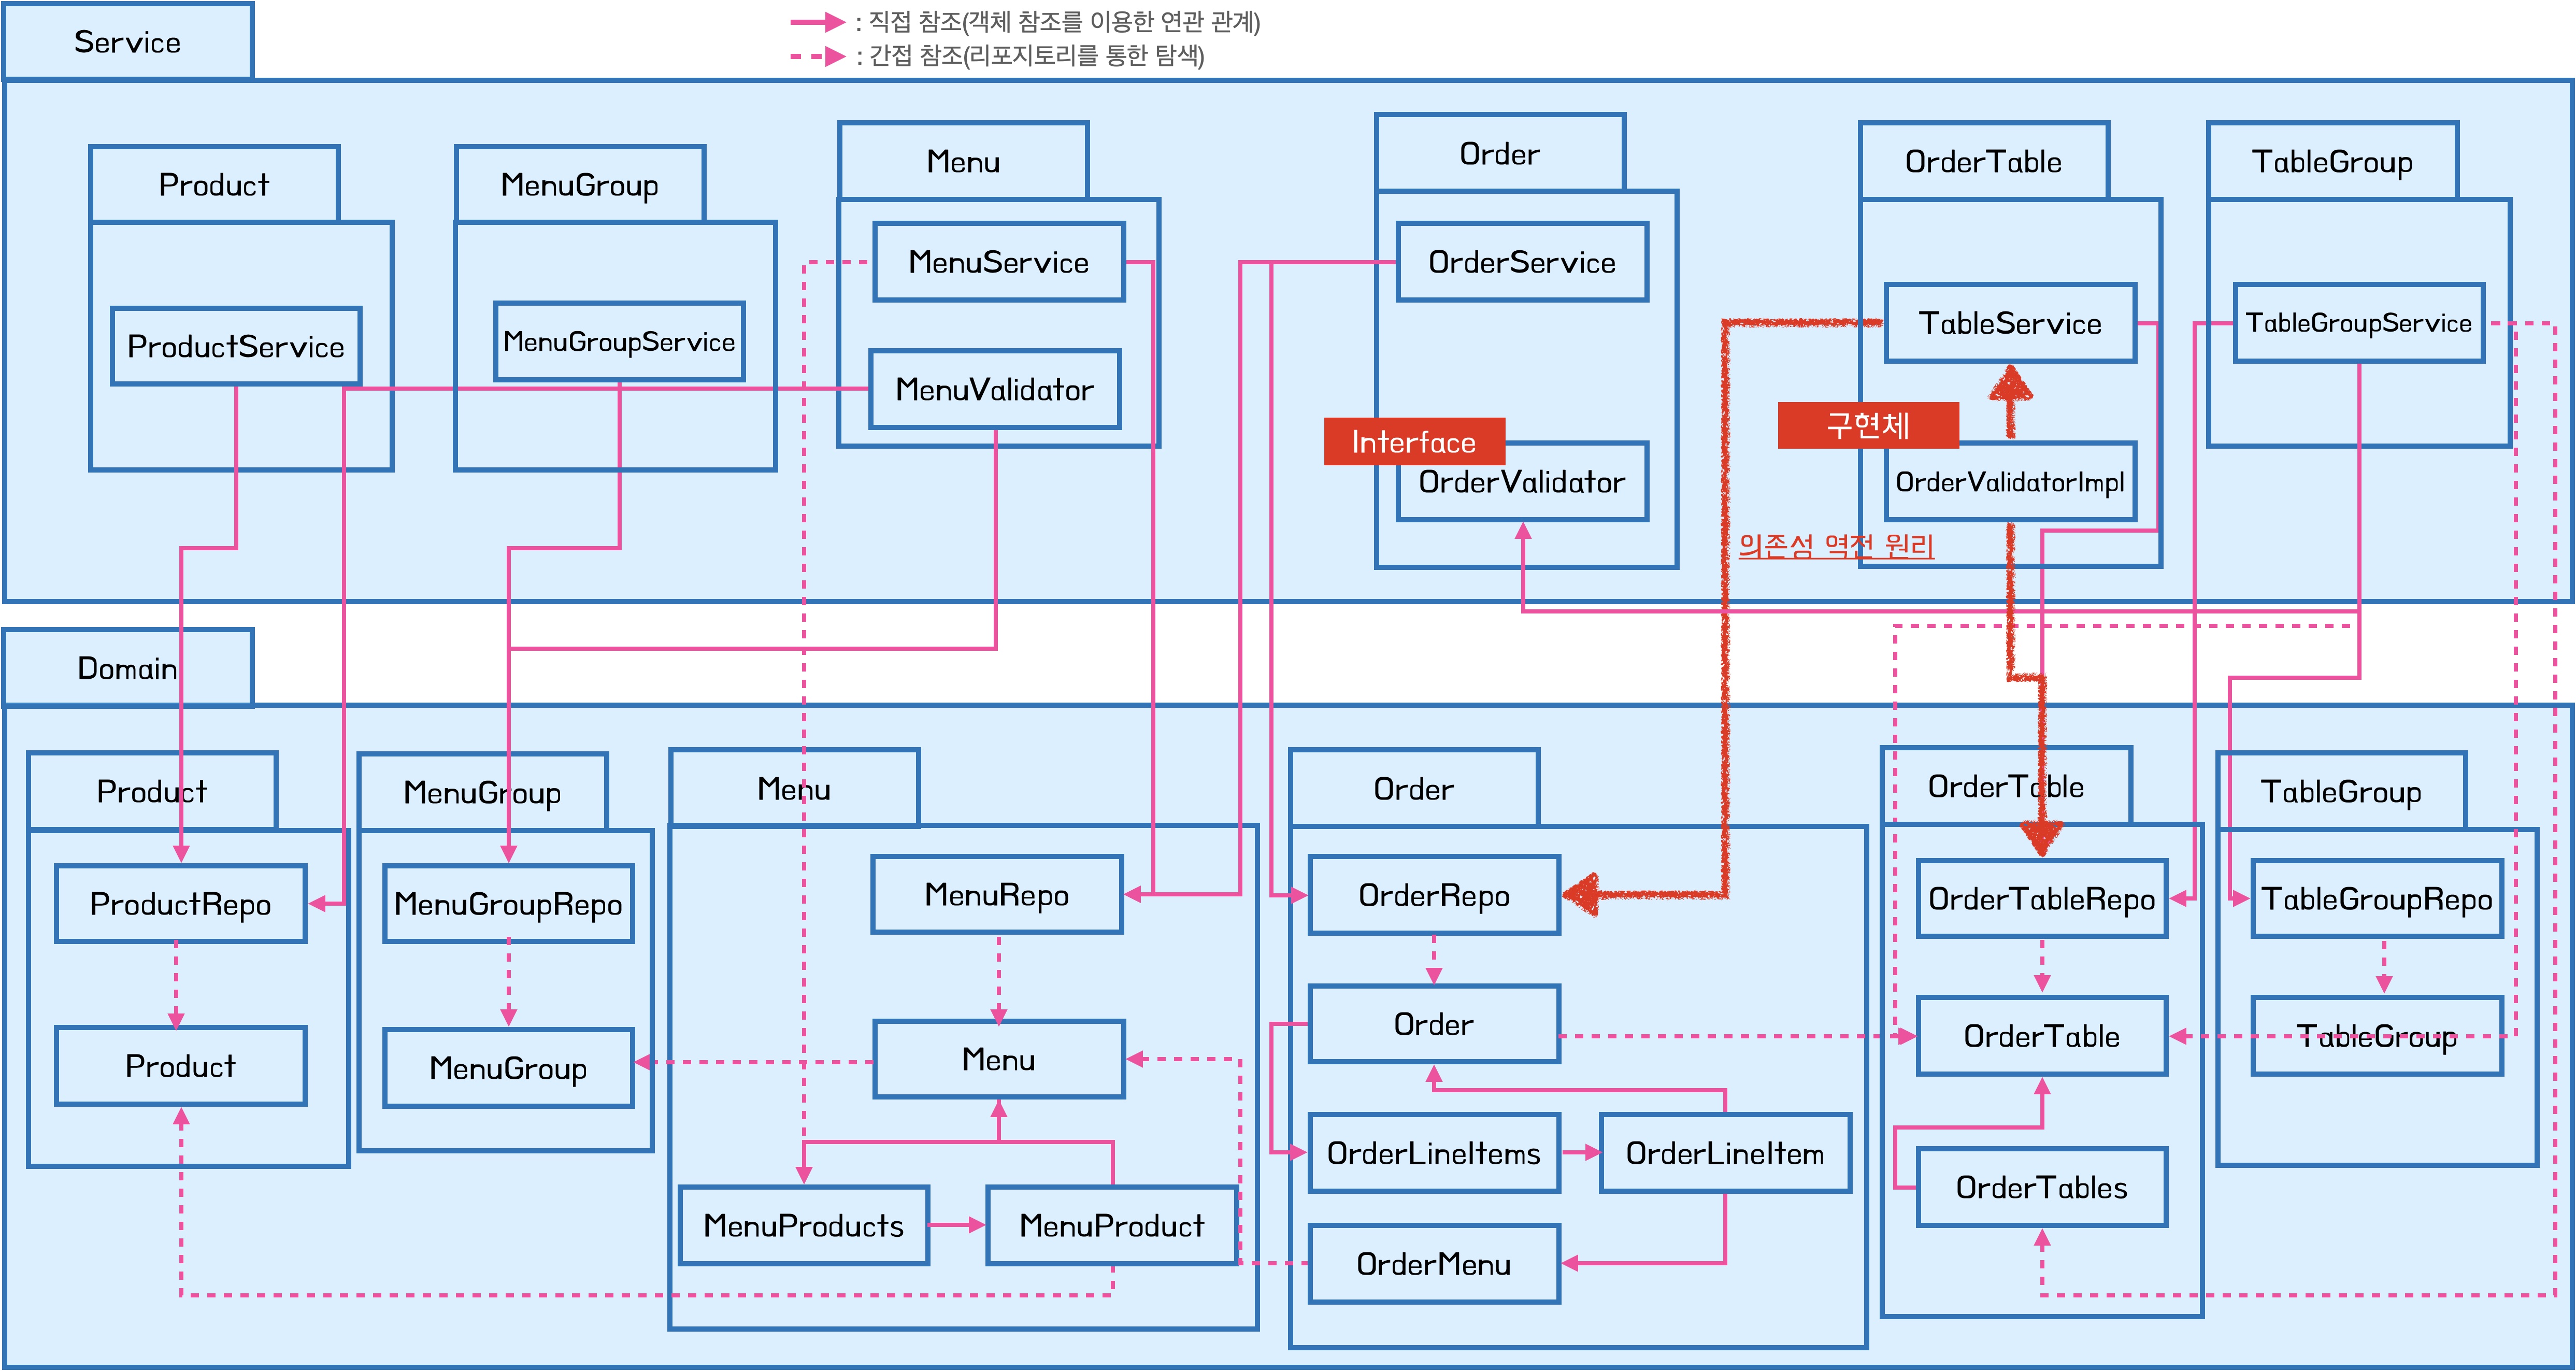 Service
: 직접 참조(객체 참조를 이용한 연관 관계)
: 간접 참조(리포지토리를 통한 탐색)
Product
ProductService
MenuGroup
MenuGroupService
Menu
MenuService
MenuValidator
Order
OrderService
Interface
OrderValidator
OrderTable
TableService
구현체
OrderValidatorImpl
의존성 역전 원리
TableGroup
TableGroupService
Domain
Product
ProductRepo
Product
MenuGroup
MenuGroupRepo
MenuGroup
Menu
MenuRepo
Menu
MenuProducts
MenuProduct
Order
OrderRepo
Order
OrderLineItems
OrderLineItem
OrderMenu
OrderTable
OrderTableRepo
OrderTable
OrderTables
TableGroup
TableGroupRepo
TableGroup